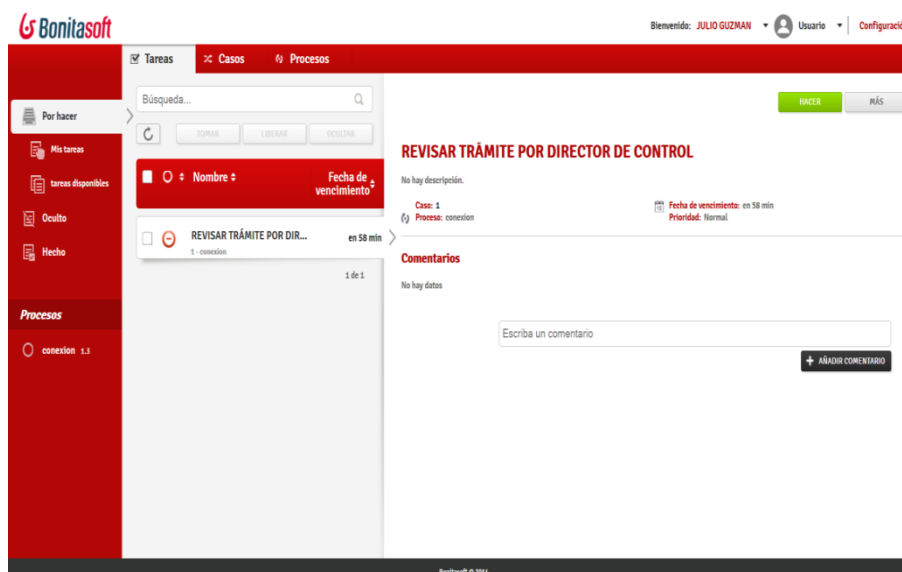 Bonitasoft
Bienvenido: JULIO GUZMAN
Usuario
Configuració
Tareas
Casos
Procesos
Búsqueda...
TOMAR
LIBERAR
OCULTAR
Nombre
Fecha de vencimiento
REVISAR TRÁMITE POR DIR...
en 58 min
1 - conexion
1 de 1
Por hacer
Mis tareas
tareas disponibles
Oculto
Hecho
Procesos
conexion 1.3
HACER
MÁS
REVISAR TRÁMITE POR DIRECTOR DE CONTROL
No hay descripción.
Caso: 1
Proceso: conexion
Fecha de vencimiento: en 58 min
Prioridad: Normal
Comentarios
No hay datos
Escriba un comentario
AÑADIR COMENTARIO